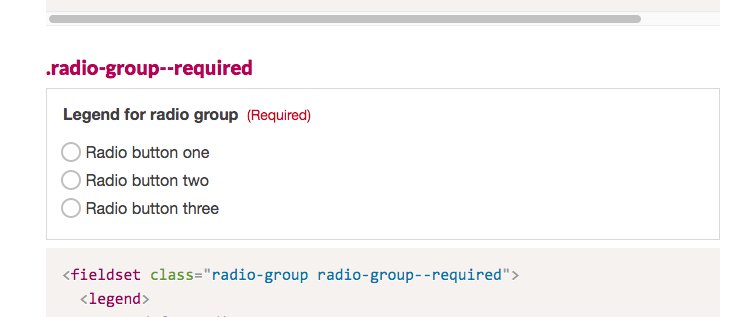 .radio-group--required
Legend for radio group (Required)
Radio button one
Radio button two
Radio button three
<fieldset class="radio-group radio-group--required">
<legend>